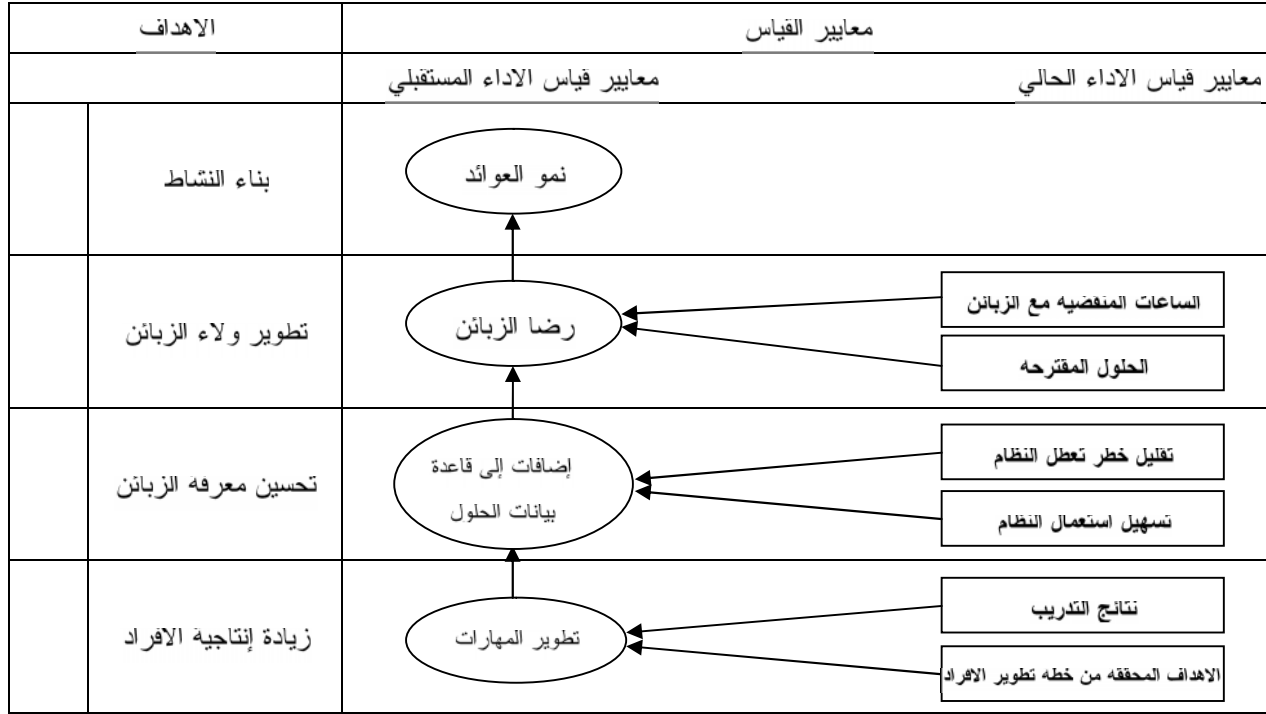 معايير القياس
الاهداف
معايير قياس الاداء الحالي
معايير قياس الاداء المستقبلي
نمو العوائد
بناء النشاط
الساعات المنقضيه مع الزبائن
الحلول المقترحه
رضا الزبائن
تطوير ولاء الزبائن
تقليل خطر تعطل النظام
تسهيل استعمال النظام
إضافات إلى قاعدة
بيانات الحلول
تحسين معرفه الزبائن
نتائج التدريب
الاهداف المحققه من خطه تطوير الافراد
تطوير المهارات
زيادة إنتاجية الافراد